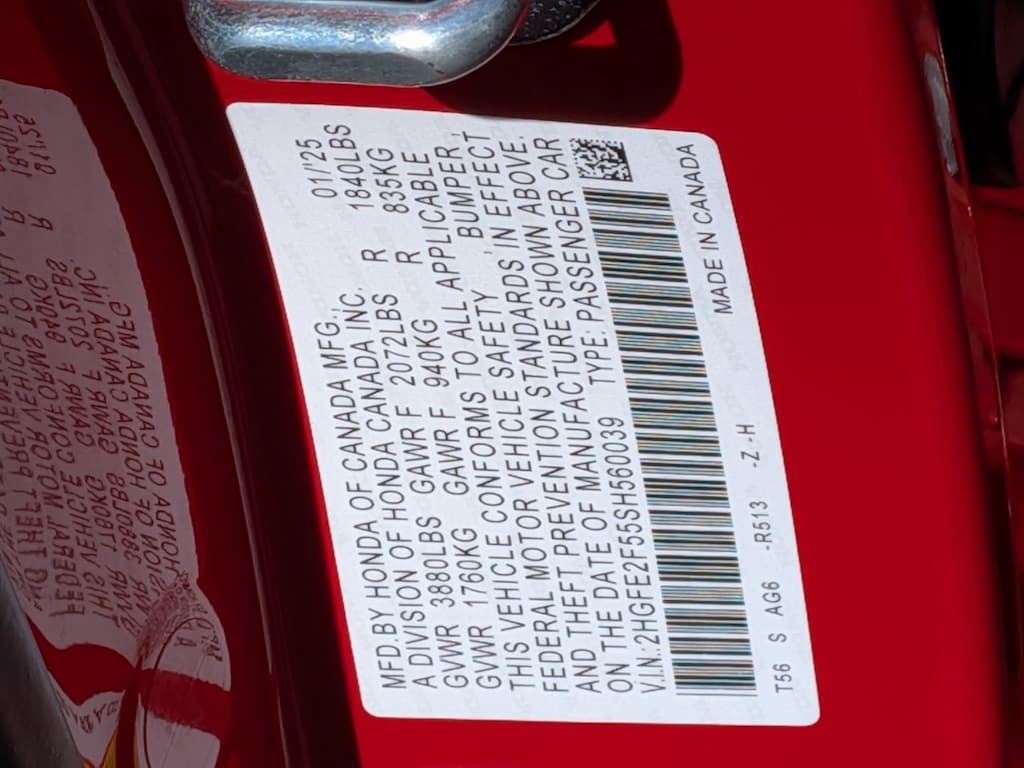 MFD.BY HONDA OF CANADA MFG., 01/'25
A DIVISION OF HONDA CANADA INC.
GVWR 3880LBS GAWR F 2072LBS R 1840LBS
GVWR 1760KG GAWR F 940KG R 835KG
THIS VEHICLE CONFORMS TO ALL APPLICABLE
FEDERAL MOTOR VEHICLE SAFETY, BUMPER,
AND THEFT PREVENTION STANDARDS IN EFFECT
ON THE DATE OF MANUFACTURE SHOWN ABOVE.
V.I.N.:2HGFE2F55SH560039 TYPE: PASSENGER CAR
T56 S AG6 -R513 -Z -H MADE IN CANADA